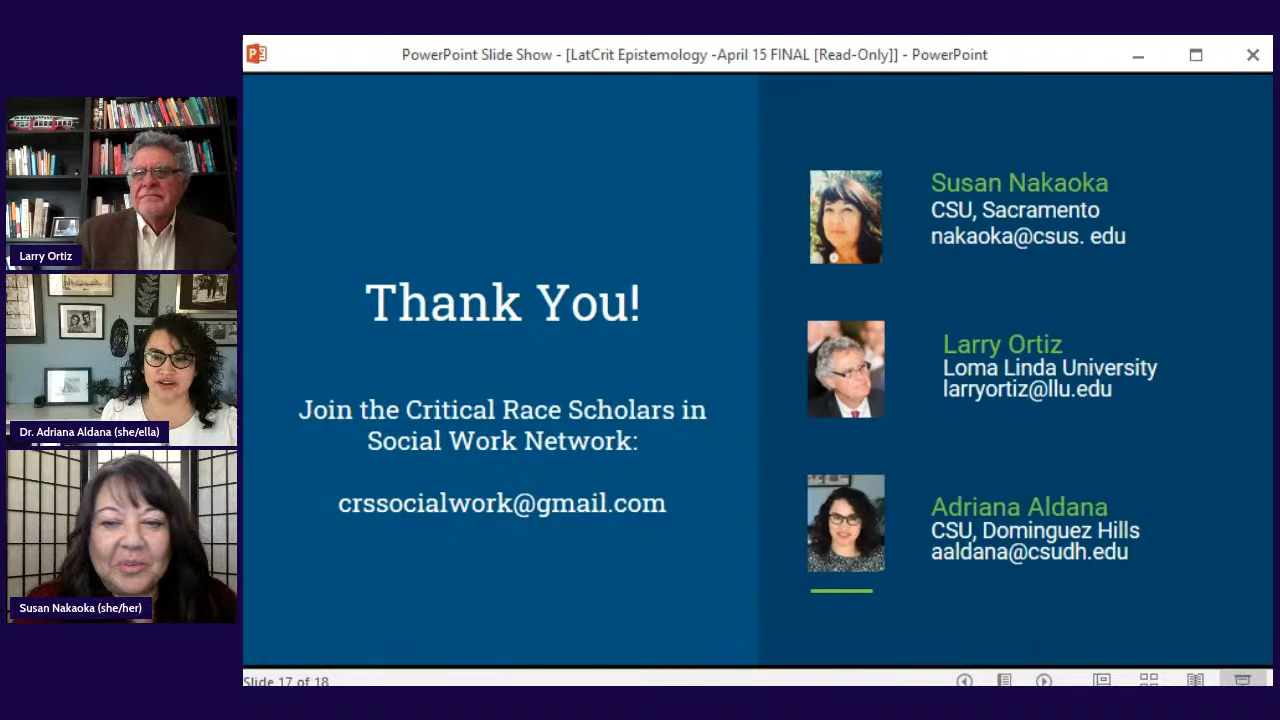 PowerPoint Slide Show - [LatCrit Epistemology -April 15 FINAL [Read-Only]] - PowerPoint
Larry Ortiz
Dr. Adriana Aldana (she/ella)
Susan Nakaoka (she/her)
Thank You!
Join the Critical Race Scholars in
Social Work Network:
crssocialwork@gmail.com
Susan Nakaoka
CSU, Sacramento
nakaoka@csus. edu
Larry Ortiz
Loma Linda University
larryortiz@llu.edu
Adriana Aldana
CSU, Dominguez Hills
aaldana@csudh.edu
Slide 17 of 18